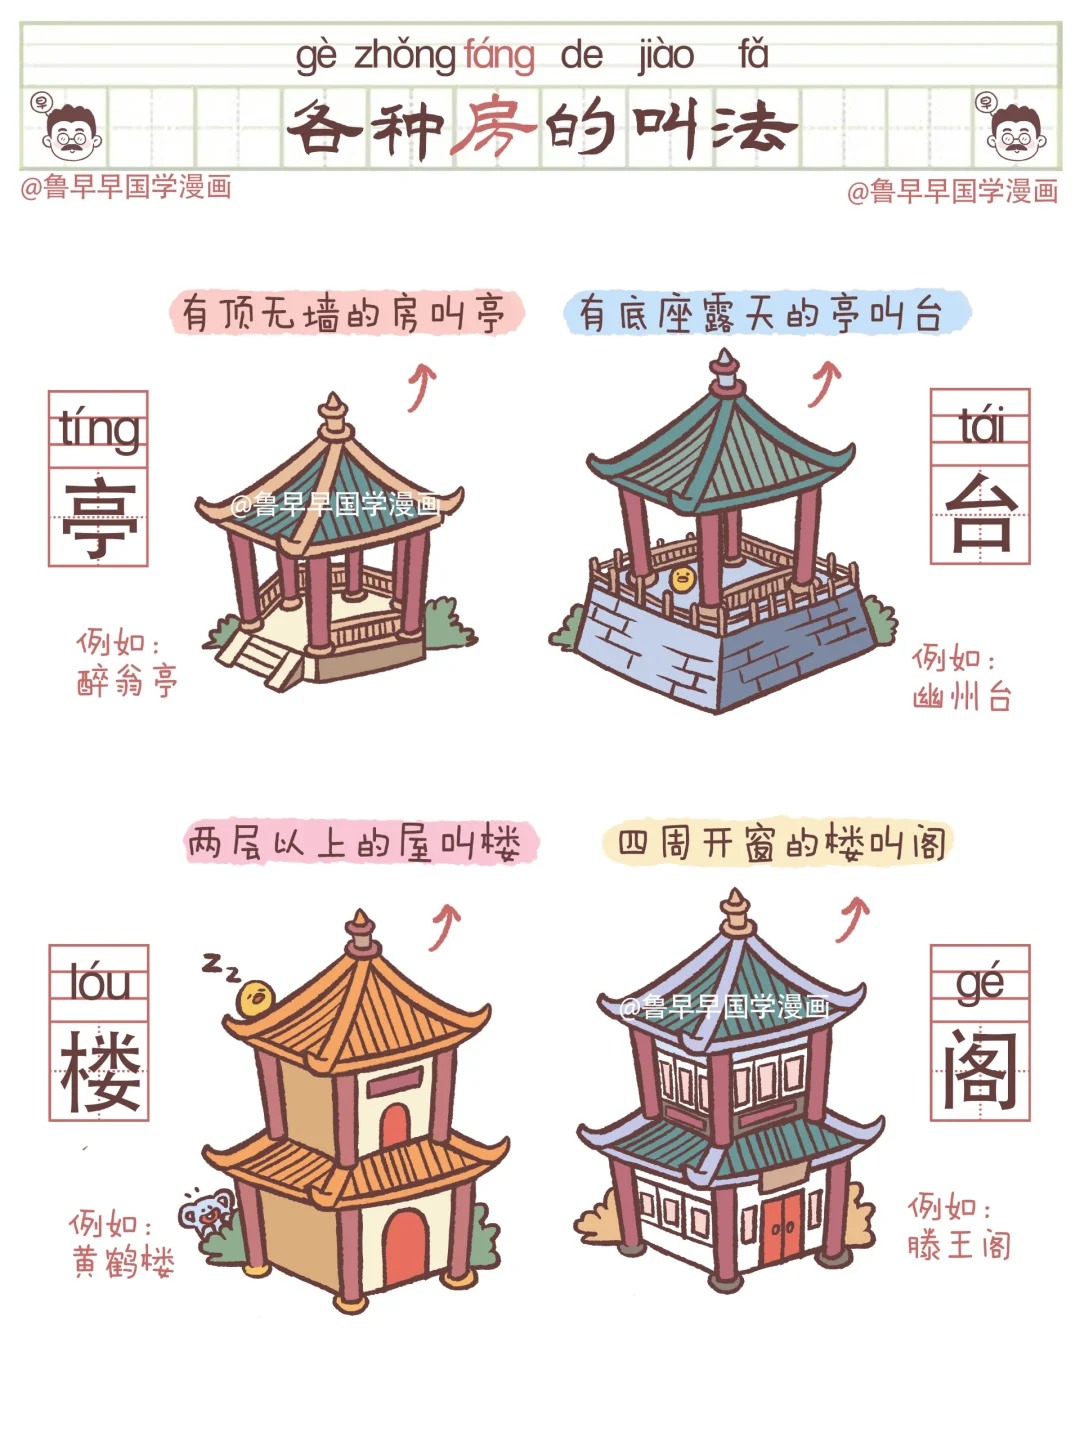 gè zhǒng fáng de jiào fǎ
各种房的叫法
早
早
@鲁早早国学漫画
@鲁早早国学漫画
有顶无墙的房叫亭
tíng
亭
@鲁早早国学漫画
例如：
醉翁亭
有底座露天的亭叫台
tái
台
例如：
幽州台
两层以上的屋叫楼
lóu
楼
zz
例如：
黄鹤楼
四周开窗的楼叫阁
gé
阁
@鲁早早国学漫画
例如：
滕王阁